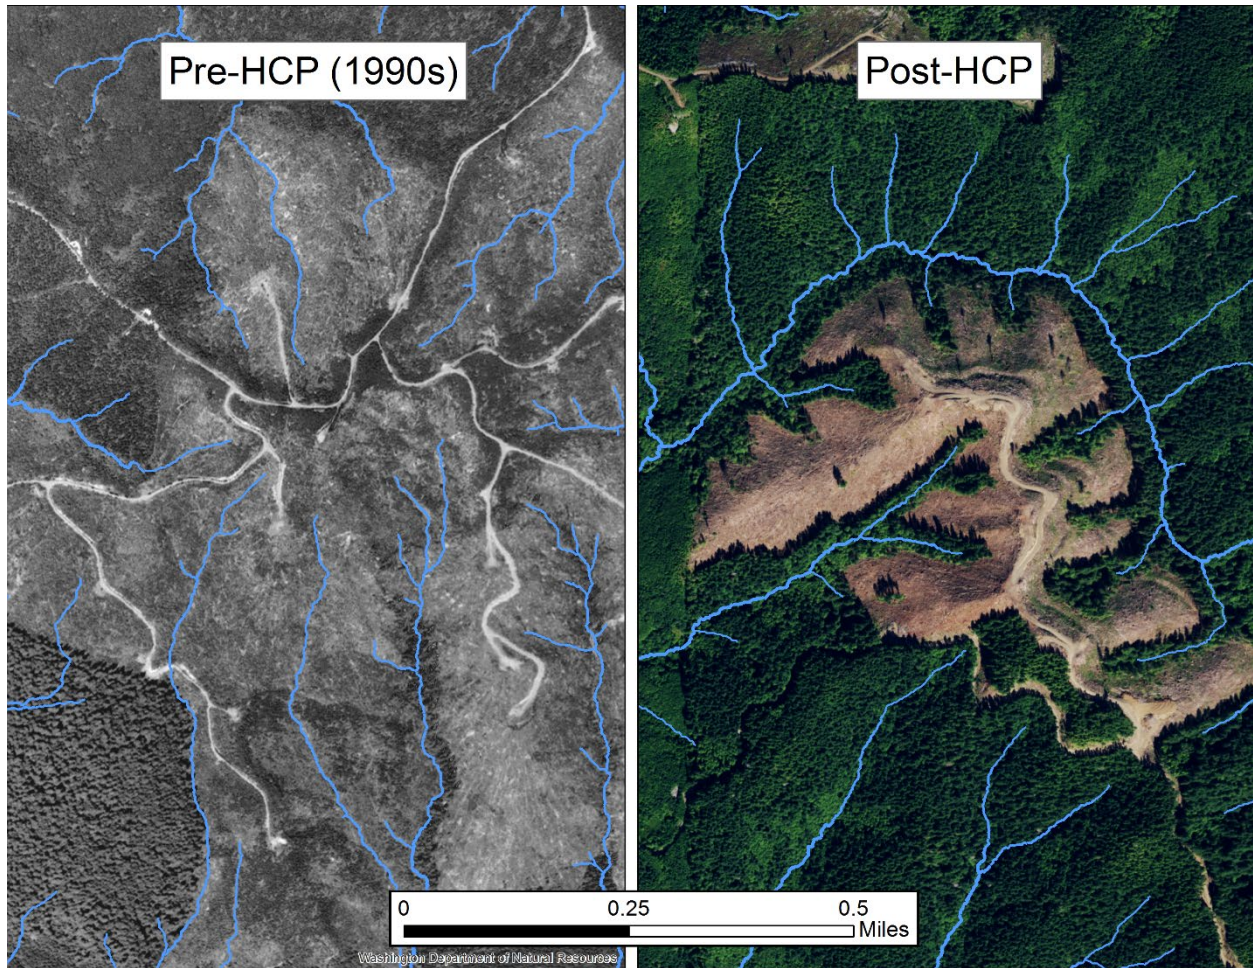 Pre-HCP (1990s)
Post-HCP
0 0.25 0.5
Miles
Washington Department of Natural Resources